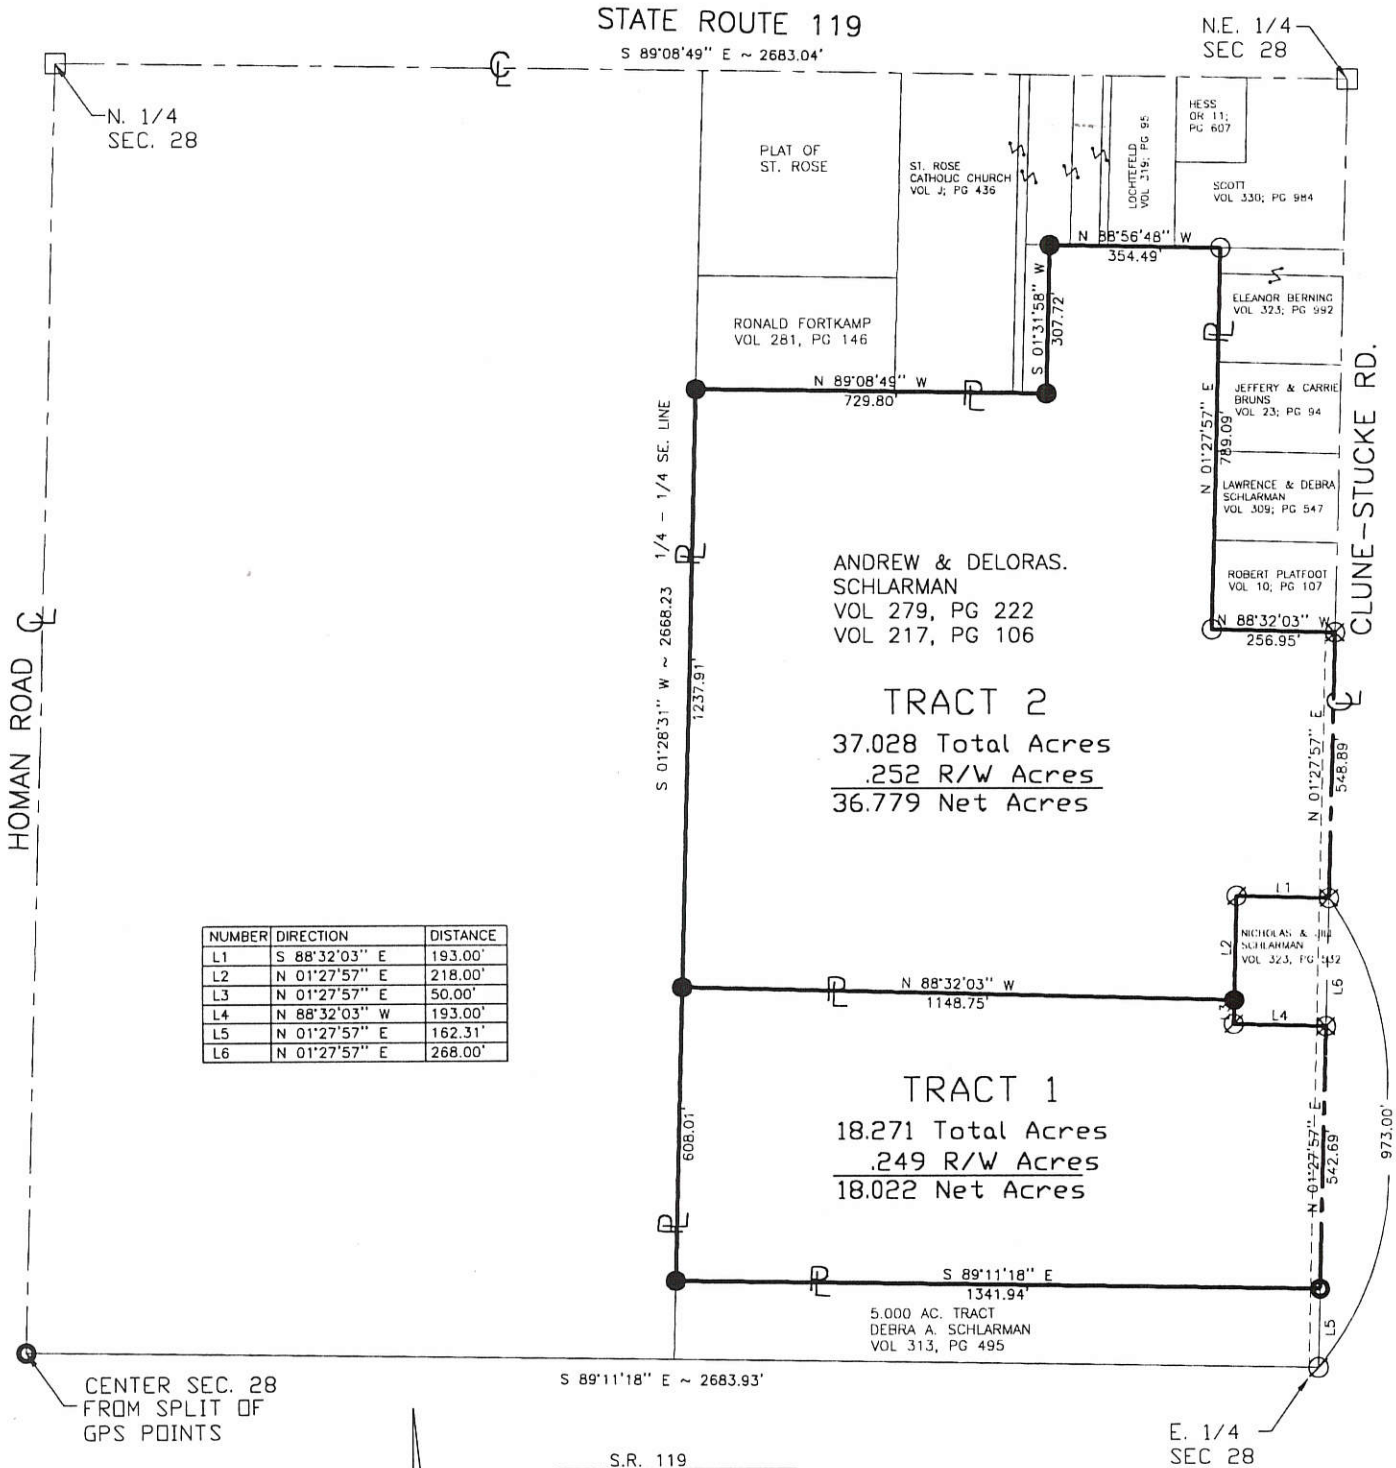 STATE ROUTE 119
S 89°08'49" E ~ 2683.04'
N.E. 1/4
SEC 28
N. 1/4
SEC. 28
PLAT OF
ST. ROSE
ST. ROSE
CATHOLIC CHURCH
VOL J; PG 436
LOCHTEFELD
VOL 319; PG 95
HESS
OR 11;
PG 607
SCOTT
VOL 330; PG 984
N 88°56'48" W
354.49'
S 01°31'58" W
307.72'
RONALD FORTKAMP
VOL 281, PG 146
N 89°08'49" W
729.80'
ELEANOR BERNING
VOL 323; PG 992
JEFFERY & CARRIE
BRUNS
VOL 23; PG 94
LAWRENCE & DEBRA
SCHLARMAN
VOL 309; PG 547
ROBERT PLATFOOT
VOL 10; PG 107
N 01°27'57" E
789.09'
N 88°32'03" W
256.95'
CLUNE-STUCKE RD.
HOMAN ROAD
S 01°28'31" W ~ 2668.23 1/4 - 1/4 SE. LINE
1237.91'
ANDREW & DELORAS.
SCHLARMAN
VOL 279, PG 222
VOL 217, PG 106
TRACT 2
37.028 Total Acres
.252 R/W Acres
36.779 Net Acres
N 01°27'57" E
548.89'
NUMBER DIRECTION DISTANCE
L1 S 88°32'03" E 193.00'
L2 N 01°27'57" E 218.00'
L3 N 01°27'57" E 50.00'
L4 N 88°32'03" W 193.00'
L5 N 01°27'57" E 162.31'
L6 N 01°27'57" E 268.00'
L1
L2
NICHOLAS &
SCHLARMAN
VOL 323, PG
L6
N 88°32'03" W
1148.75'
L4
TRACT 1
18.271 Total Acres
.249 R/W Acres
18.022 Net Acres
608.01'
N 01°27'57" E
542.69'
973.00'
S 89°11'18" E
1341.94'
5.000 AC. TRACT
DEBRA A. SCHLARMAN
VOL 313, PG 495
L5
S 89°11'18" E ~ 2683.93'
CENTER SEC. 28
FROM SPLIT OF
GPS POINTS
E. 1/4
SEC 28
S.R. 119